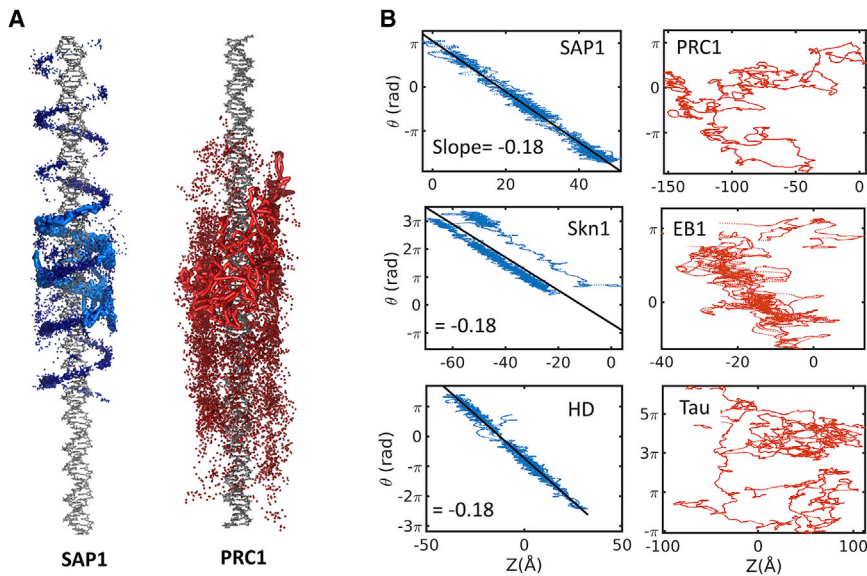 A
SAP1
PRC1
B
θ (rad)
π
0
-π
SAP1
Slope= -0.18
0
20
40
PRC1
π
0
-π
-150
-100
-50
0
θ (rad)
3π
2π
π
0
-π
Skn1
= -0.18
-60
-40
-20
0
EB1
π
0
-40
-20
0
θ (rad)
π
0
-π
-2π
-3π
HD
= -0.18
-50
0
50
Z(Å)
Tau
5π
3π
π
-π
-100
0
100
Z(Å)